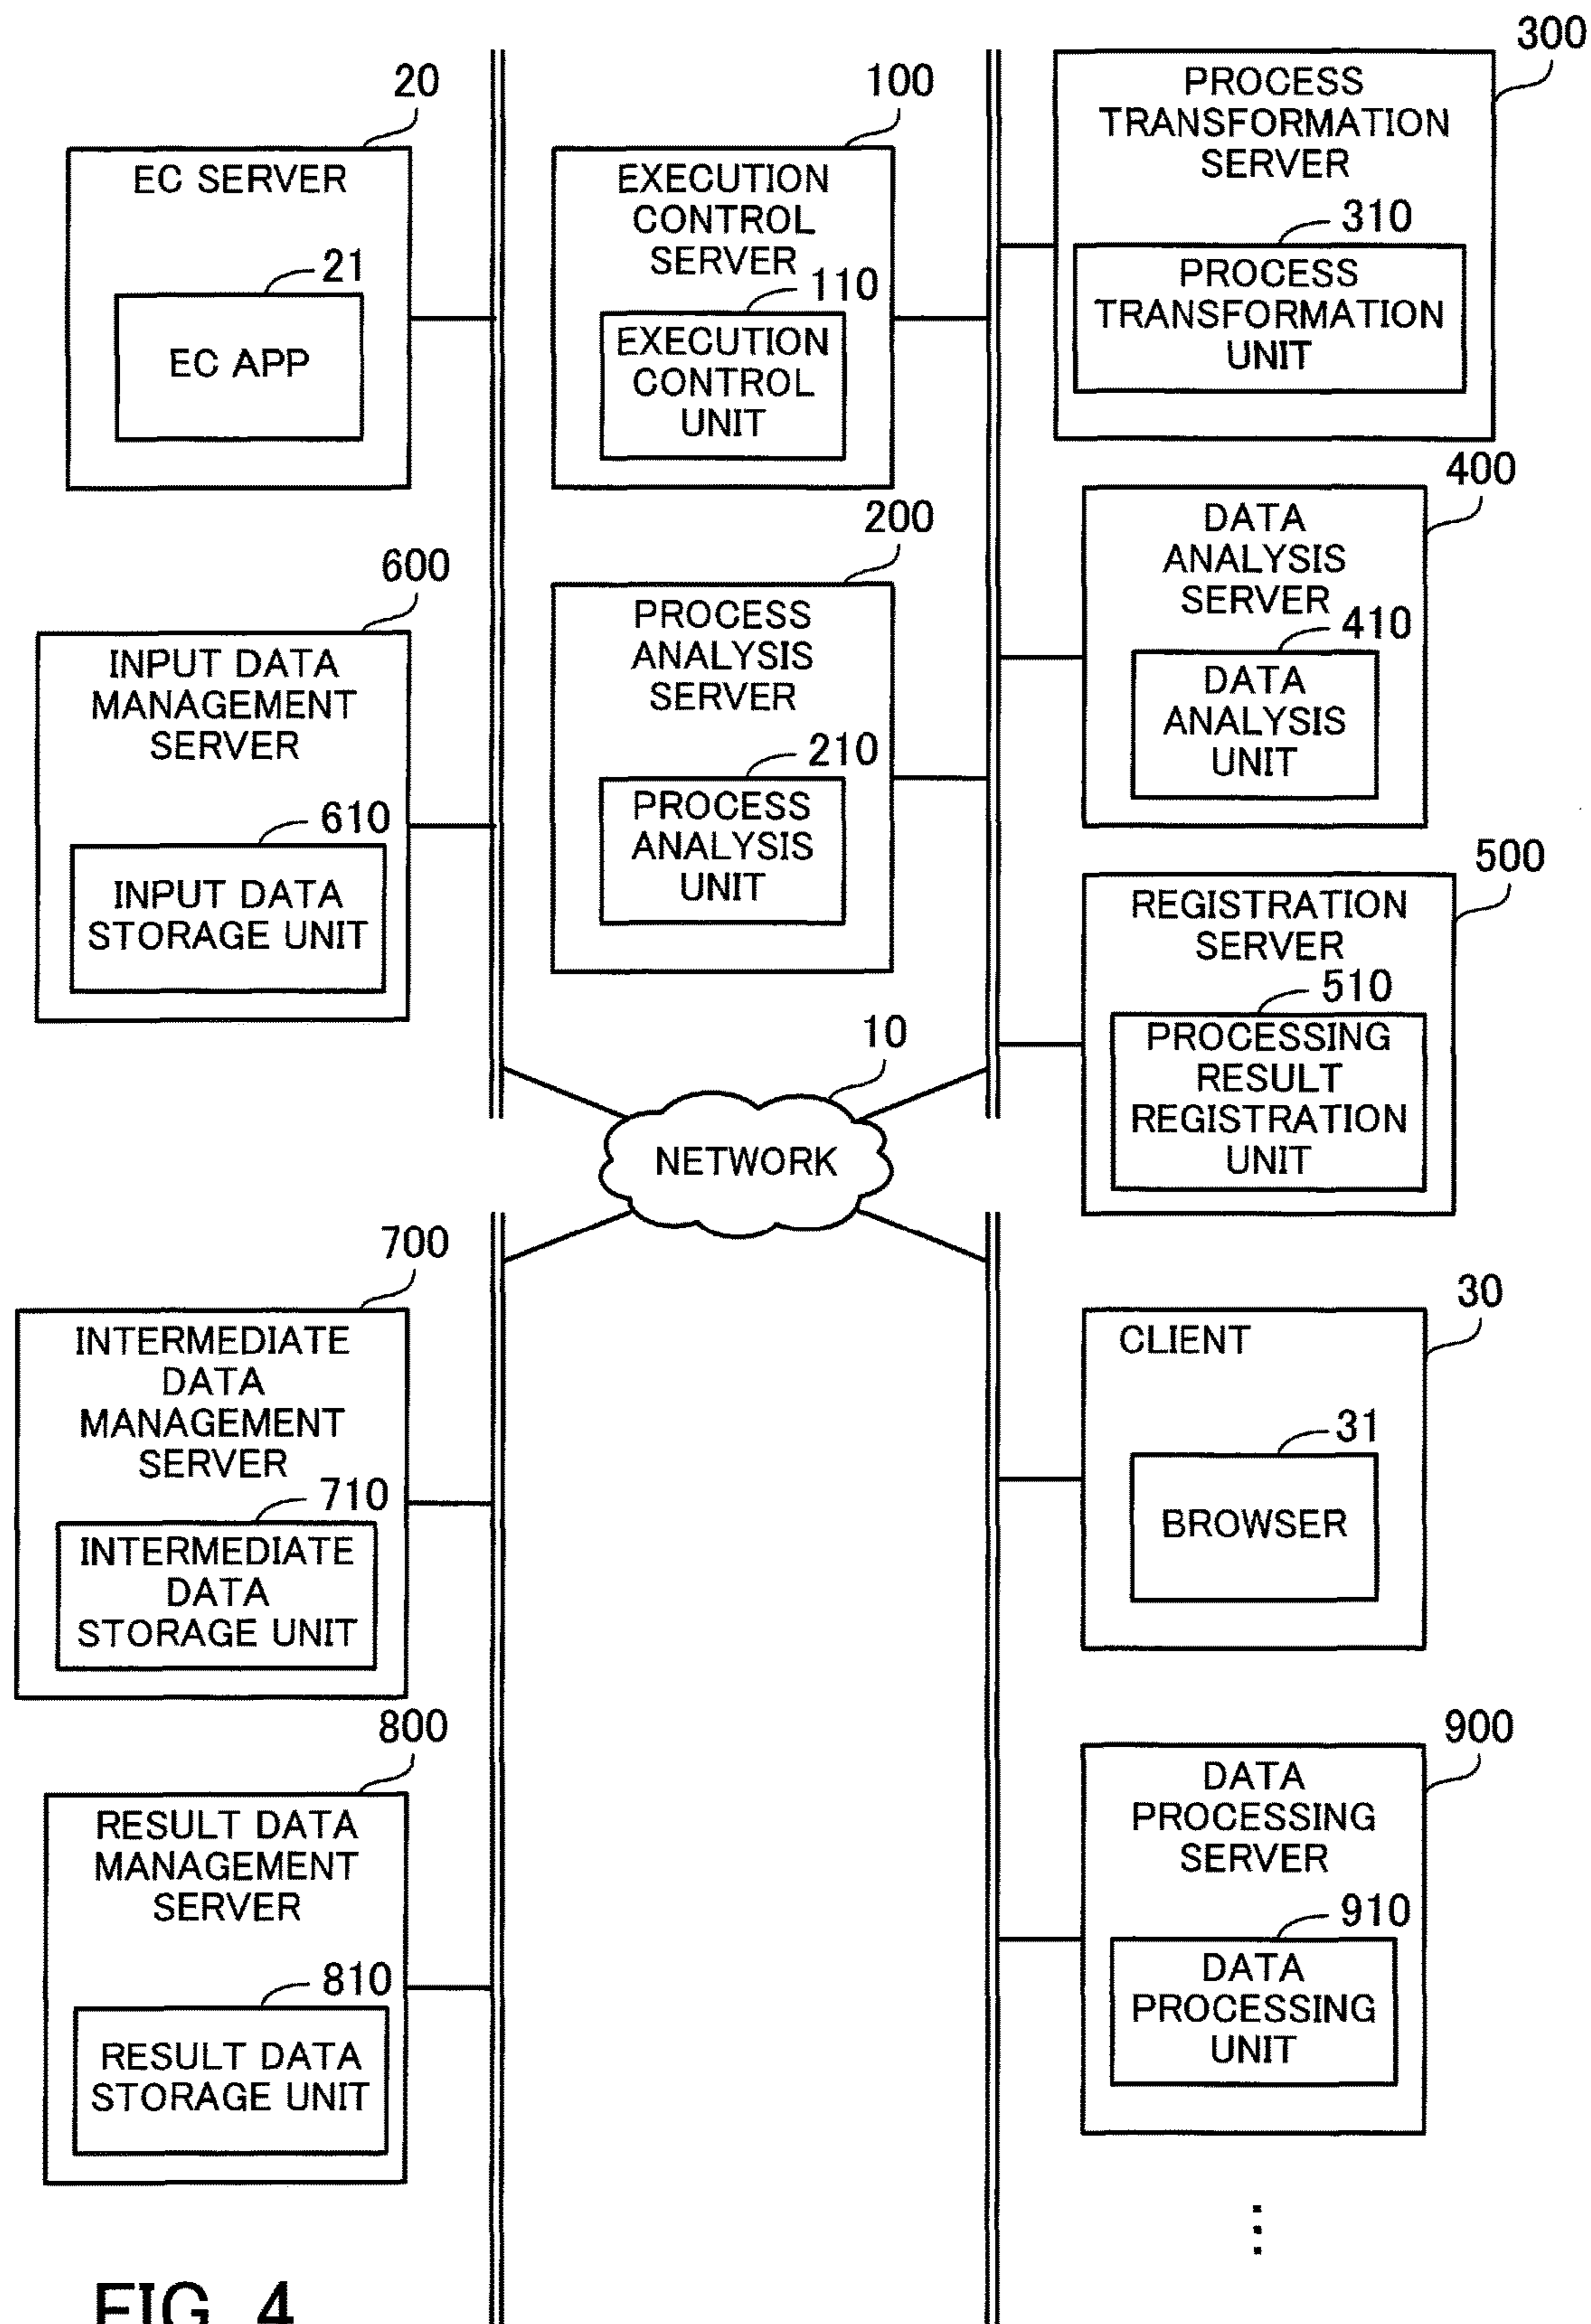 20
EC SERVER
21
EC APP
600
INPUT DATA
MANAGEMENT
SERVER
610
INPUT DATA
STORAGE UNIT
100
EXECUTION
CONTROL
SERVER
110
EXECUTION
CONTROL
UNIT
200
PROCESS
ANALYSIS
SERVER
210
PROCESS
ANALYSIS
UNIT
300
PROCESS
TRANSFORMATION
SERVER
310
PROCESS
TRANSFORMATION
UNIT
400
DATA
ANALYSIS
SERVER
410
DATA
ANALYSIS
UNIT
500
REGISTRATION
SERVER
510
PROCESSING
RESULT
REGISTRATION
UNIT
10
NETWORK
700
INTERMEDIATE
DATA
MANAGEMENT
SERVER
710
INTERMEDIATE
DATA
STORAGE UNIT
800
RESULT DATA
MANAGEMENT
SERVER
810
RESULT DATA
STORAGE UNIT
30
CLIENT
31
BROWSER
900
DATA
PROCESSING
SERVER
910
DATA
PROCESSING
UNIT
FIG. 4